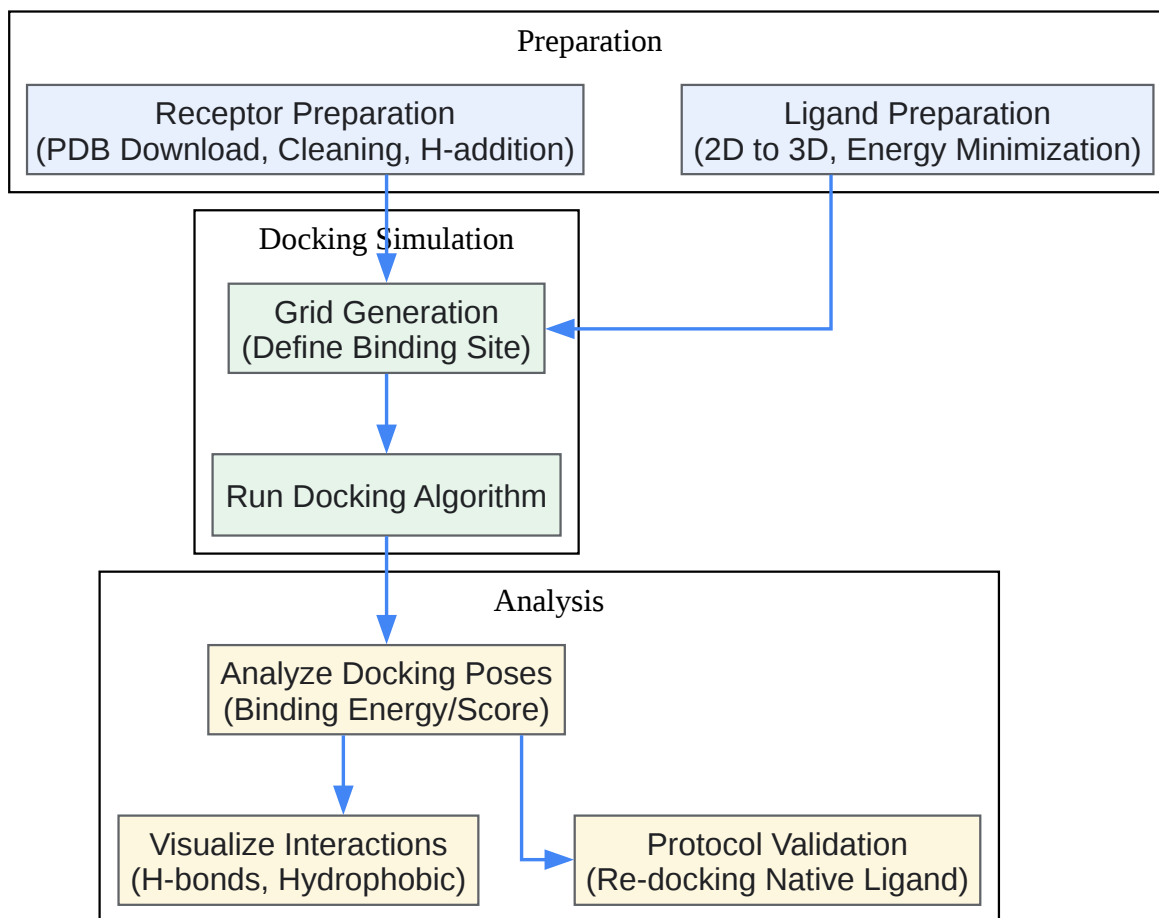 Preparation
Receptor Preparation
(PDB Download, Cleaning, H-addition)
Ligand Preparation
(2D to 3D, Energy Minimization)
Docking Simulation
Grid Generation
(Define Binding Site)
Run Docking Algorithm
Analysis
Analyze Docking Poses
(Binding Energy/Score)
Visualize Interactions
(H-bonds, Hydrophobic)
Protocol Validation
(Re-docking Native Ligand)